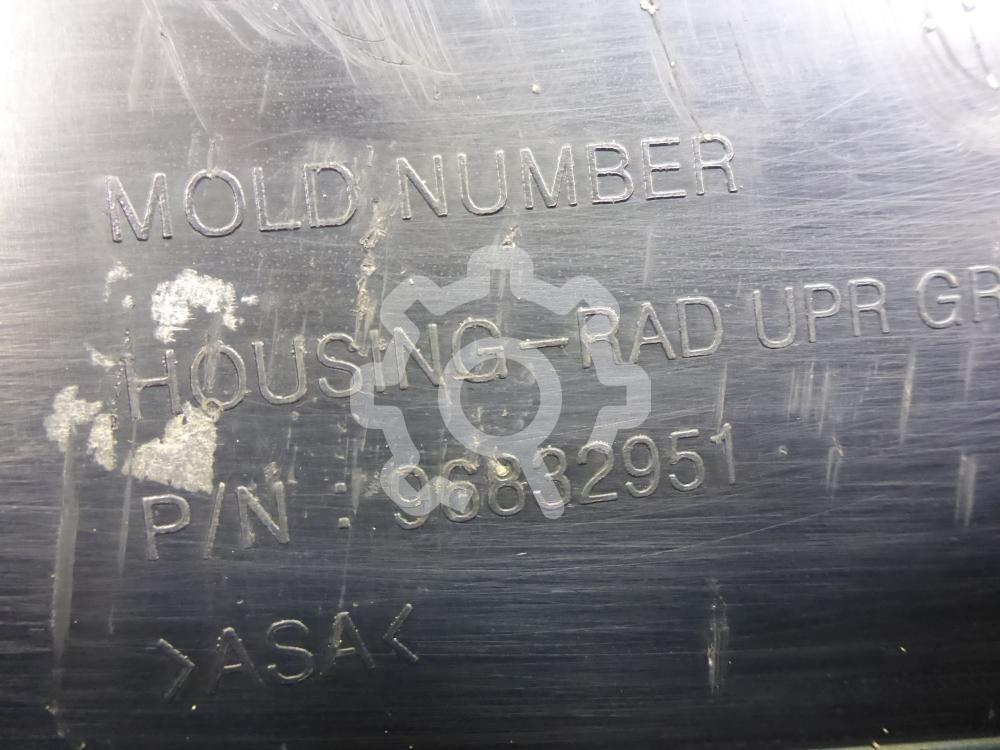 MOLD NUMBER
HOUSING-RAD UPR GR
P/N : 96832951
>ASA<